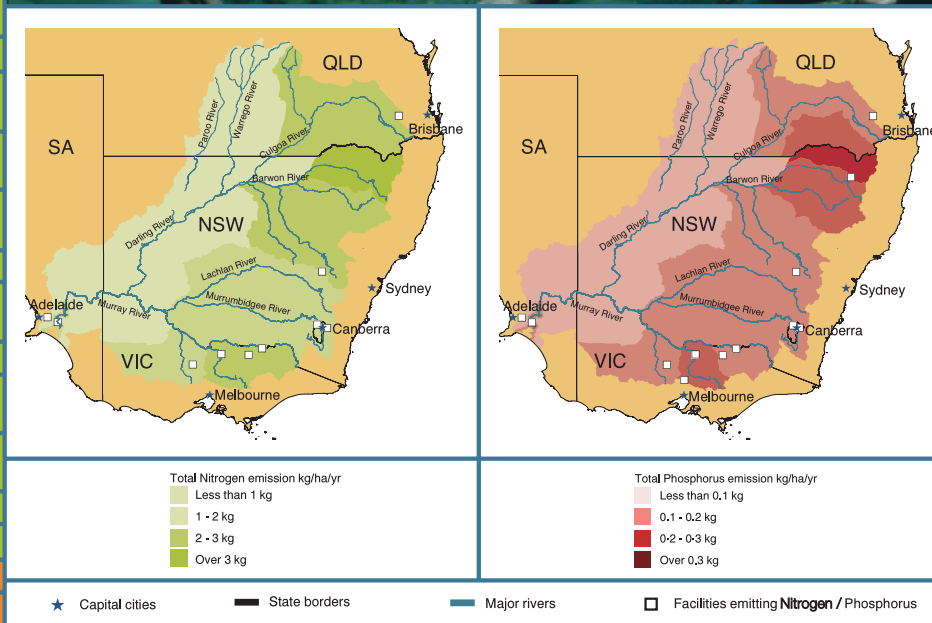 QLD
Paroo River
Warrego River
Brisbane
SA
Culgoa River
Barwon River
NSW
Darling River
Lachlan River
Sydney
Adelaide
Murray River
Murrumbidgee River
Canberra
VIC
Melbourne
QLD
Paroo River
Warrego River
Brisbane
SA
Culgoa River
Barwon River
NSW
Darling River
Lachlan River
Sydney
Adelaide
Murray River
Murrumbidgee River
Canberra
VIC
Melbourne
Total Nitrogen emission kg/ha/yr
Less than 1 kg
1 - 2 kg
2 - 3 kg
Over 3 kg
Total Phosphorus emission kg/ha/yr
Less than 0.1 kg
0.1 - 0.2 kg
0.2 - 0.3 kg
Over 0.3 kg
Capital cities
State borders
Major rivers
Facilities emitting Nitrogen / Phosphorus